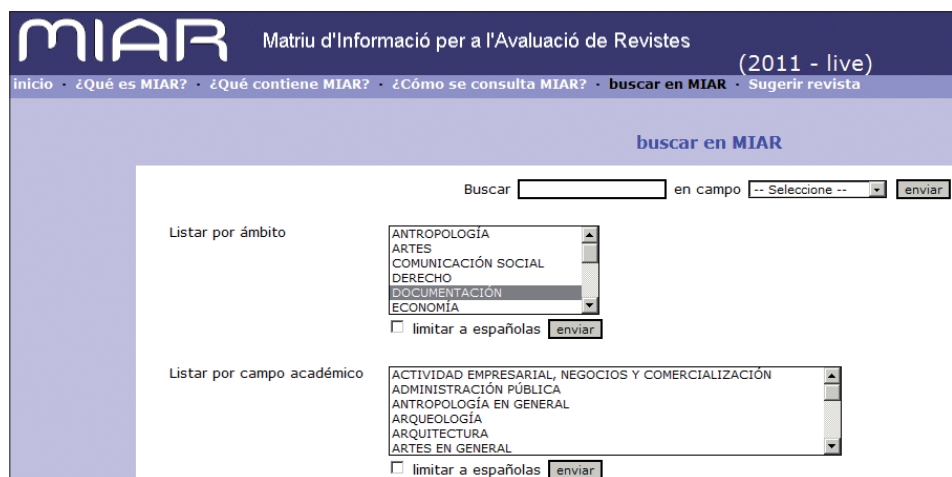 MIAR Matriu d'Informació per a l'Avaluació de Revistes
(2011 - live)
inicio · ¿Qué es MIAR? · ¿Qué contiene MIAR? · ¿Cómo se consulta MIAR? · buscar en MIAR · Sugerir revista
buscar en MIAR
Buscar en campo -- Seleccione -- enviar
Listar por ámbito
ANTROPOLOGÍA
ARTES
COMUNICACIÓN SOCIAL
DERECHO
DOCUMENTACIÓN
ECONOMÍA
limitar a españolas enviar
Listar por campo académico
ACTIVIDAD EMPRESARIAL, NEGOCIOS Y COMERCIALIZACIÓN
ADMINISTRACIÓN PÚBLICA
ANTROPOLOGÍA EN GENERAL
ARQUEOLOGÍA
ARQUITECTURA
ARTES EN GENERAL
limitar a españolas enviar